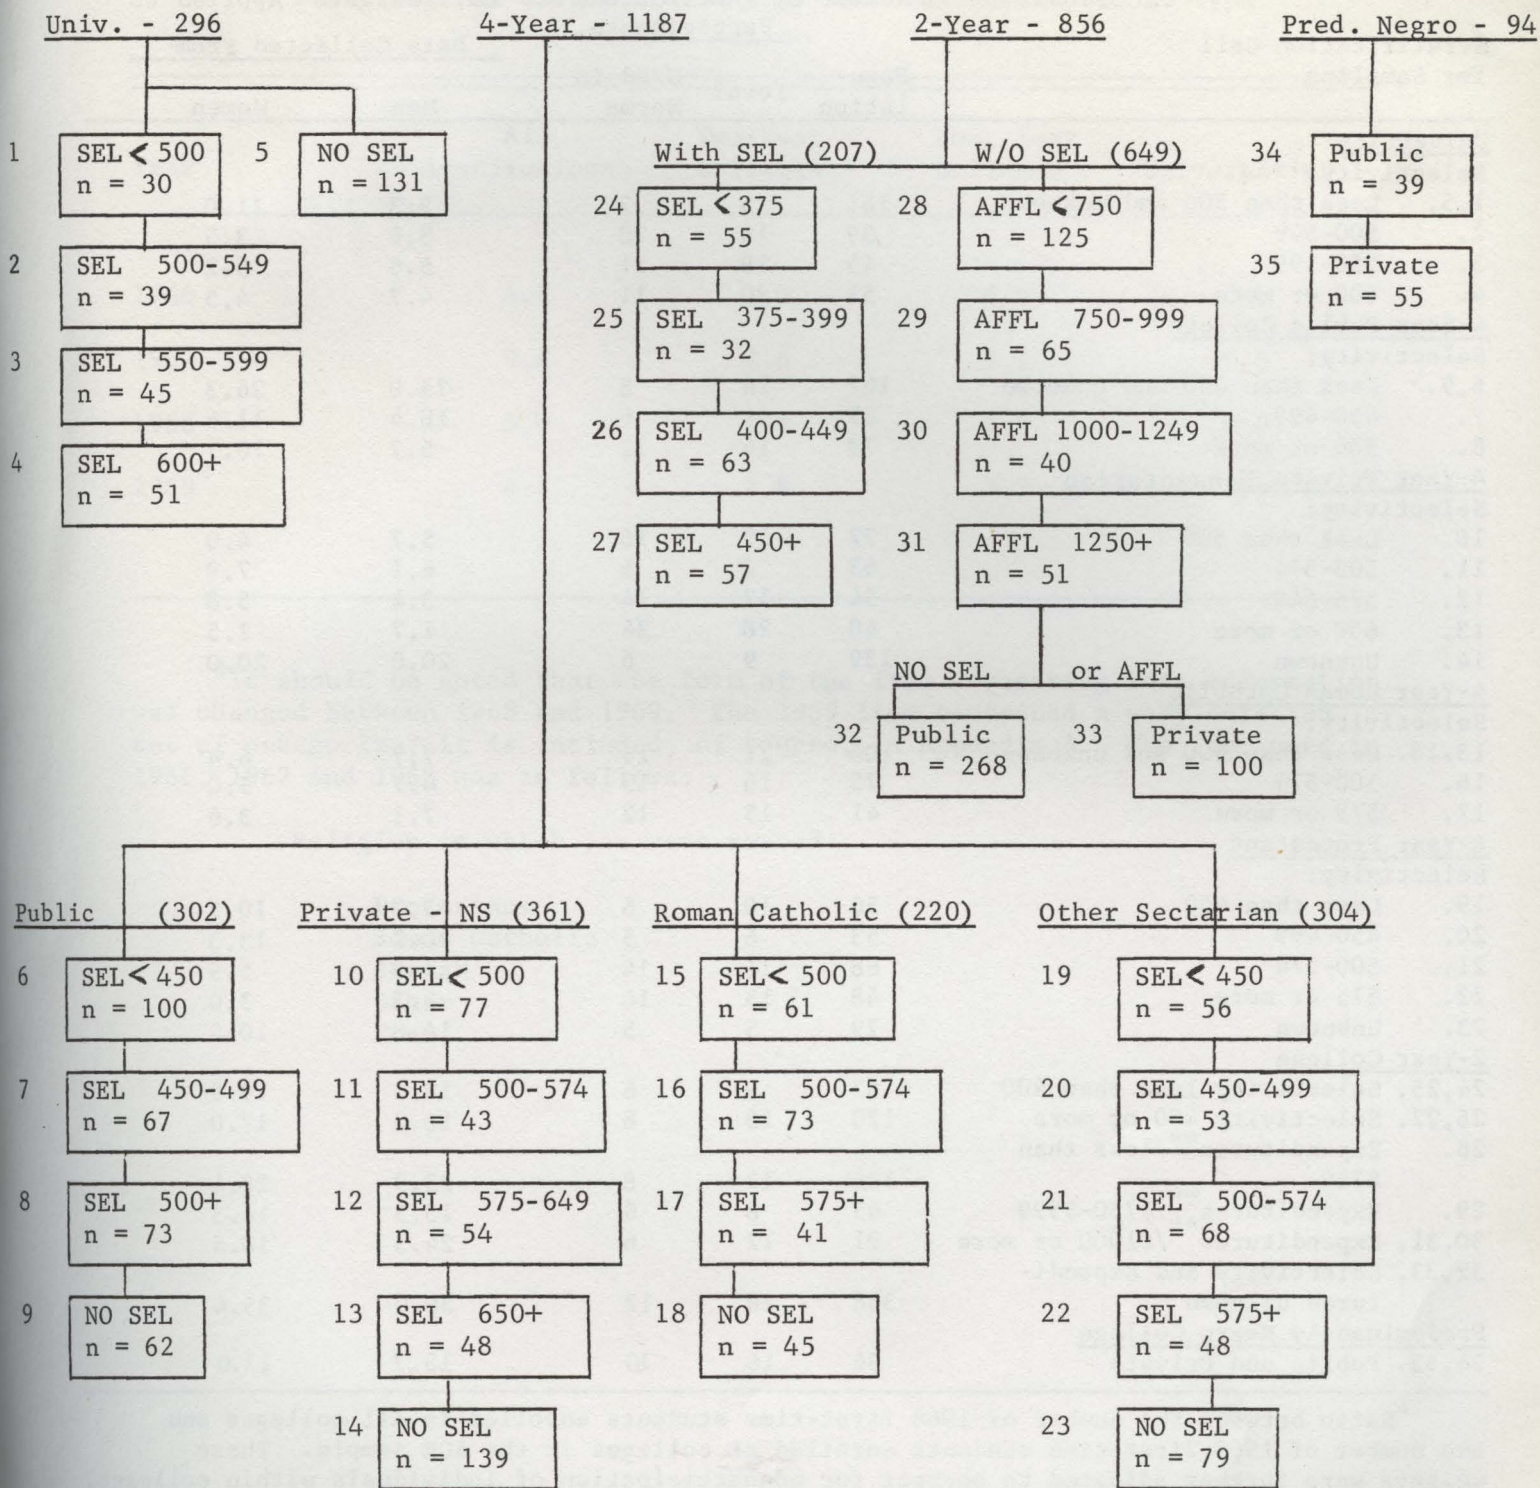 Univ. - 296
4-Year - 1187
2-Year - 856
Pred. Negro - 94
1 SEL < 500
n = 30
5 NO SEL
n = 131
2 SEL 500-549
n = 39
3 SEL 550-599
n = 45
4 SEL 600+
n = 51
With SEL (207)
24 SEL < 375
n = 55
25 SEL 375-399
n = 32
26 SEL 400-449
n = 63
27 SEL 450+
n = 57
W/O SEL (649)
28 AFFL < 750
n = 125
29 AFFL 750-999
n = 65
30 AFFL 1000-1249
n = 40
31 AFFL 1250+
n = 51
NO SEL or AFFL
32 Public
n = 268
33 Private
n = 100
34 Public
n = 39
35 Private
n = 55
Public (302)
6 SEL < 450
n = 100
7 SEL 450-499
n = 67
8 SEL 500+
n = 73
9 NO SEL
n = 62
Private - NS (361)
10 SEL < 500
n = 77
11 SEL 500-574
n = 43
12 SEL 575-649
n = 54
13 SEL 650+
n = 48
14 NO SEL
n = 139
Roman Catholic (220)
15 SEL < 500
n = 61
16 SEL 500-574
n = 73
17 SEL 575+
n = 41
18 NO SEL
n = 45
Other Sectarian (304)
19 SEL < 450
n = 56
20 SEL 450-499
n = 53
21 SEL 500-574
n = 68
22 SEL 575+
n = 48
23 NO SEL
n = 79